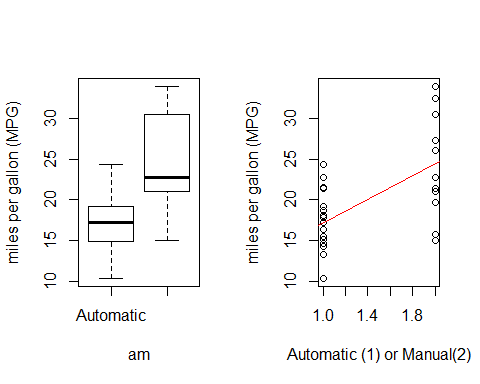 miles per gallon (MPG)
30
25
20
15
10
Automatic
am
miles per gallon (MPG)
30
25
20
15
10
1.0 1.4 1.8
Automatic (1) or Manual(2)